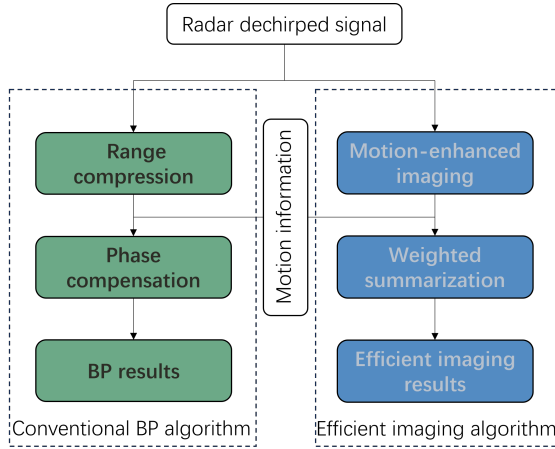 Radar dechirped signal
Range
compression
Phase
compensation
BP results
Conventional BP algorithm
Motion information
Motion-enhanced
imaging
Weighted
summarization
Efficient imaging
results
Efficient imaging algorithm